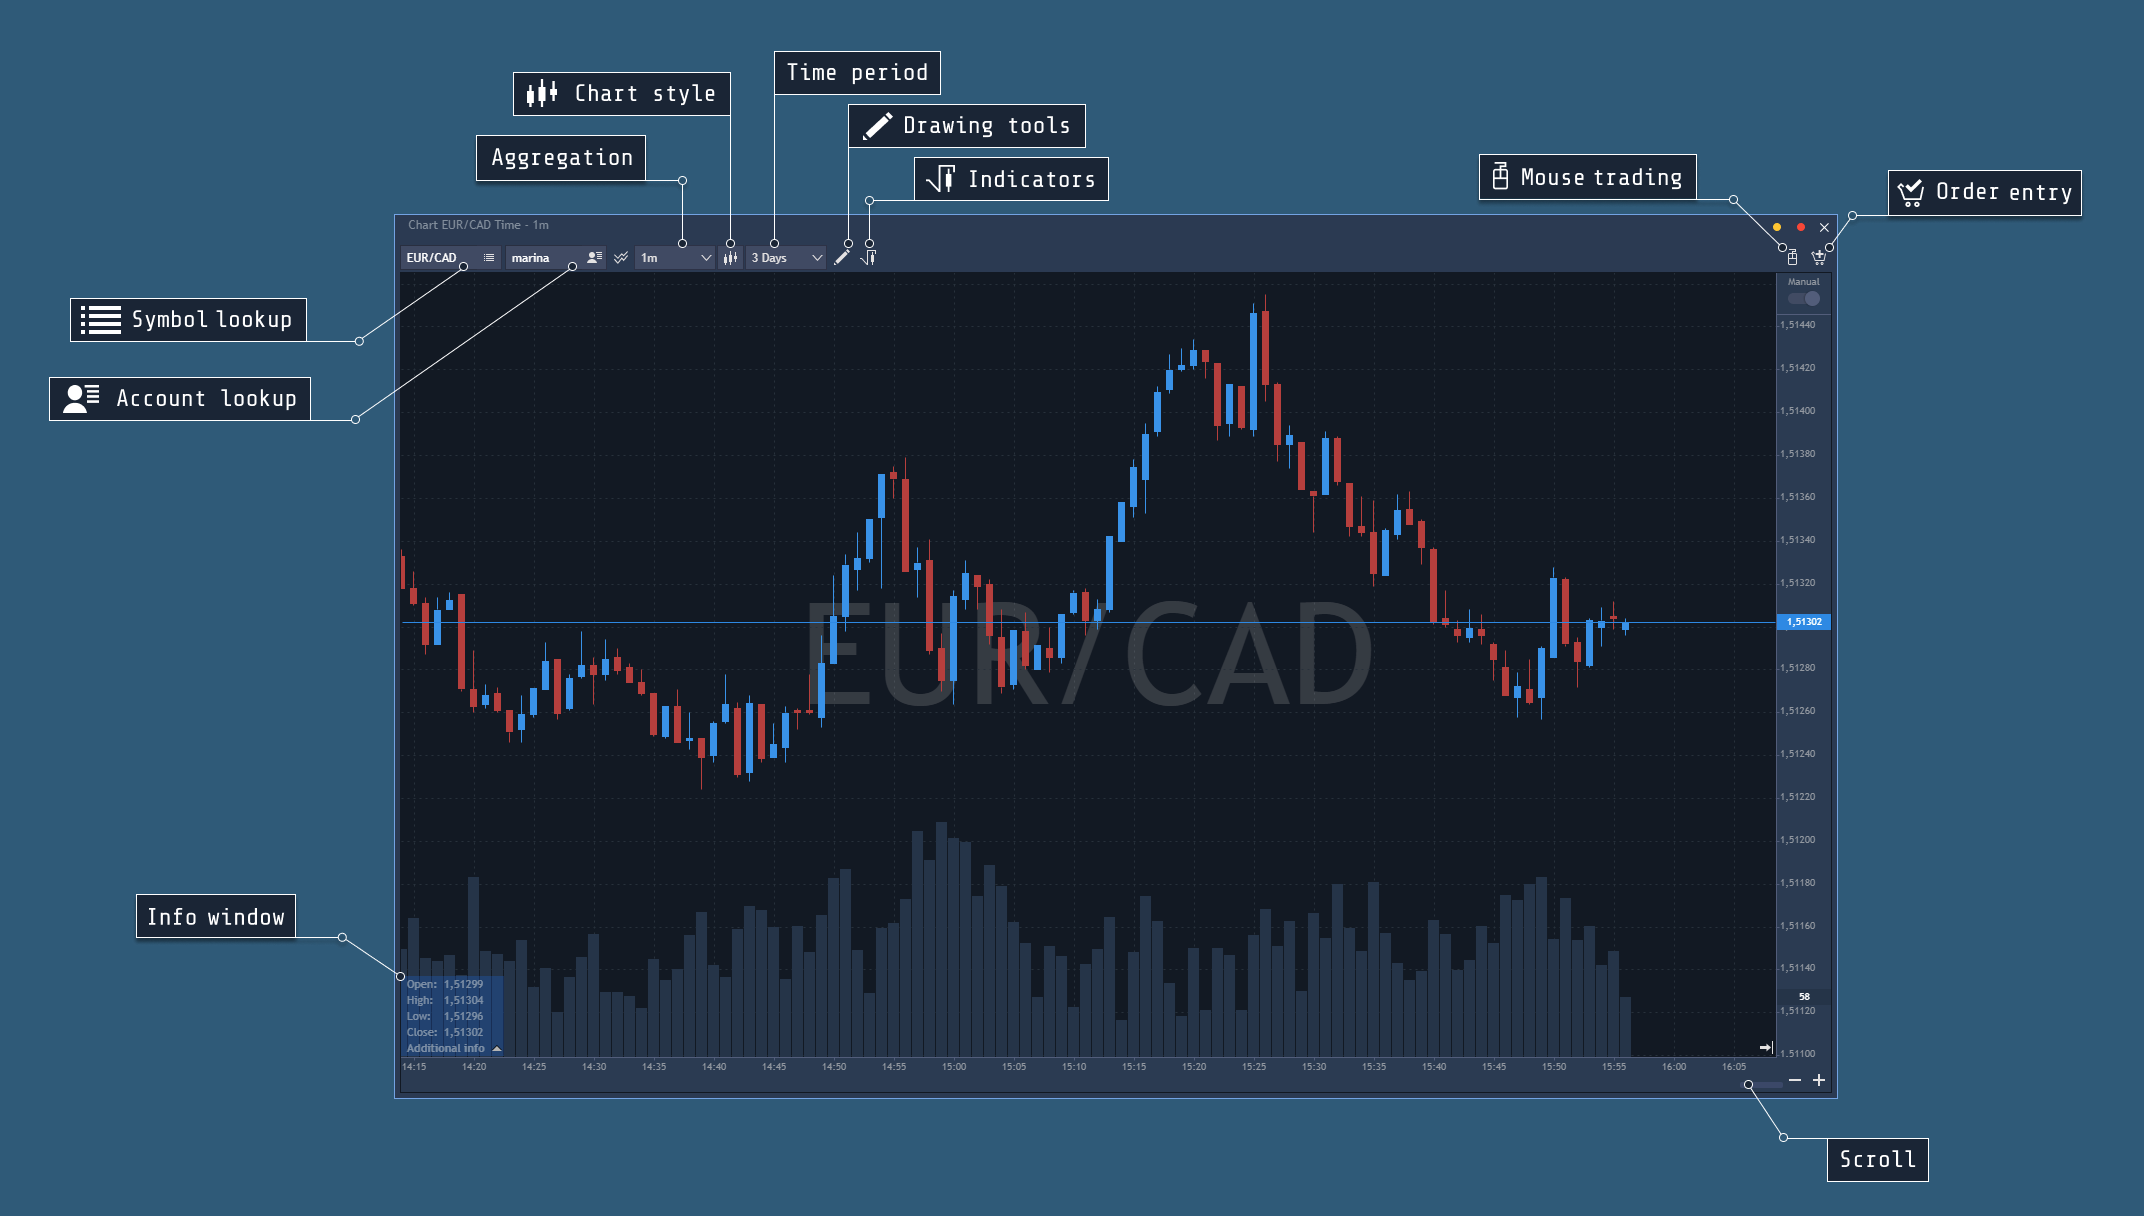 Time period
Chart style
Drawing tools
Aggregation
Indicators
Mouse trading
Order entry
Chart EUR/CAD Time - 1m
EUR/CAD marina 1m 3 Days
Manual
Symbol lookup
Account lookup
1,51440
1,51420
1,51400
1,51380
1,51360
1,51340
1,51320
1,51302
EUR/CAD
1,51280
1,51260
1,51240
1,51220
1,51200
1,51180
1,51160
1,51140
58
1,51120
1,51100
Info window
Open: 1,51299
High: 1,51304
Low: 1,51296
Close: 1,51302
Additional info
14:15 14:20 14:25 14:30 14:35 14:40 14:45 14:50 14:55 15:00 15:05 15:10 15:15 15:20 15:25 15:30 15:35 15:40 15:45 15:50 15:55 16:00 16:05
Scroll